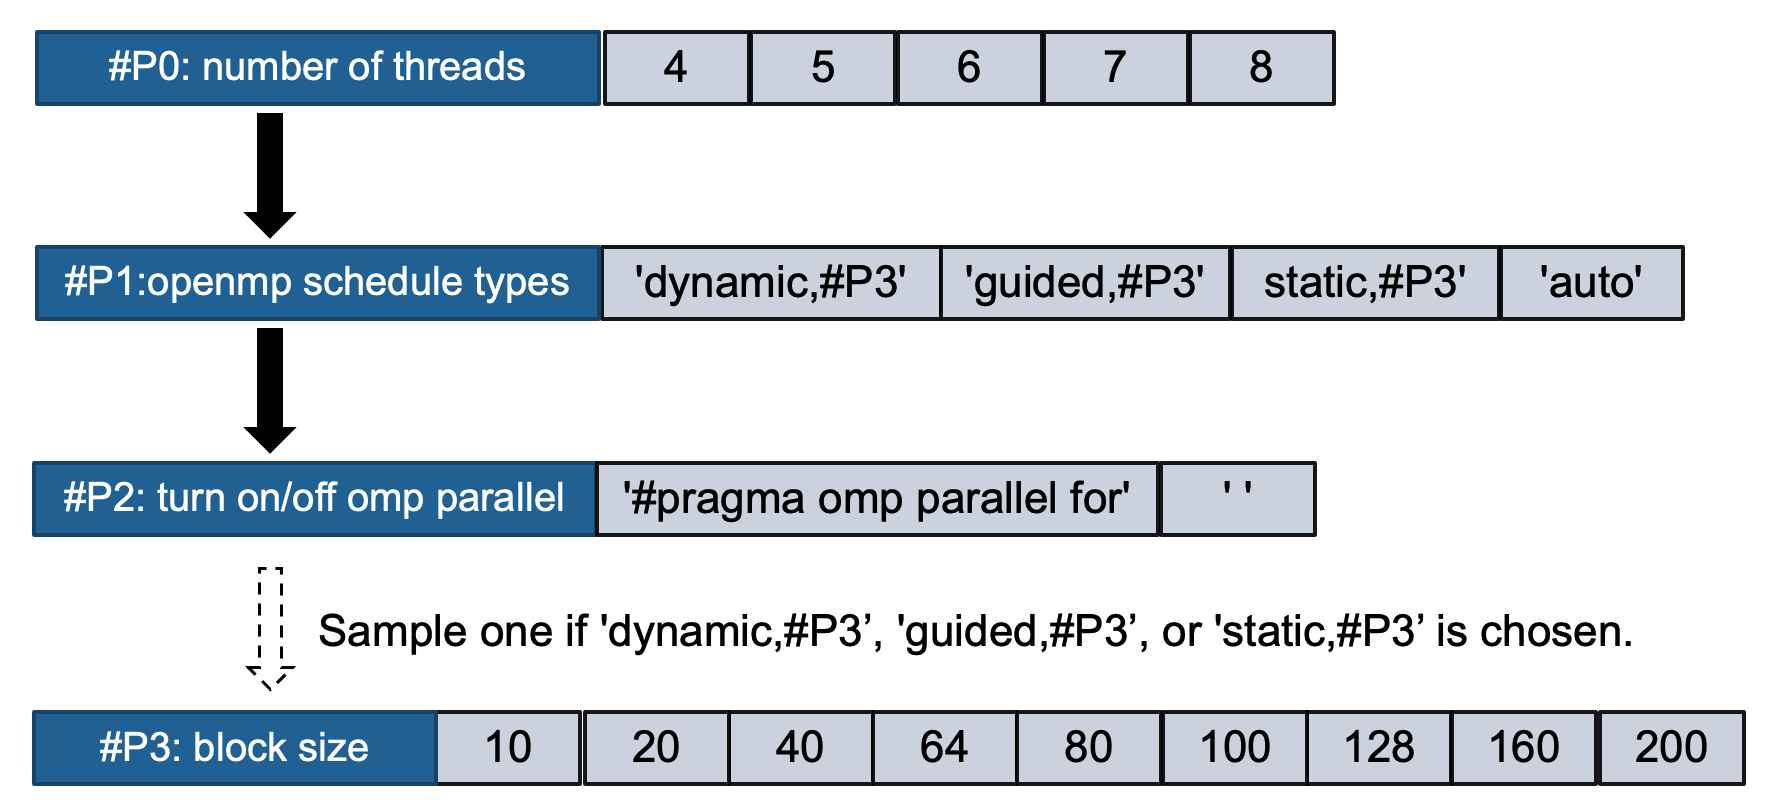 #P0: number of threads 4 5 6 7 8
#P1:openmp schedule types 'dynamic,#P3' 'guided,#P3' static,#P3' 'auto'
#P2: turn on/off omp parallel '#pragma omp parallel for' ' '
Sample one if 'dynamic,#P3’, 'guided,#P3’, or 'static,#P3’ is chosen.
#P3: block size 10 20 40 64 80 100 128 160 200